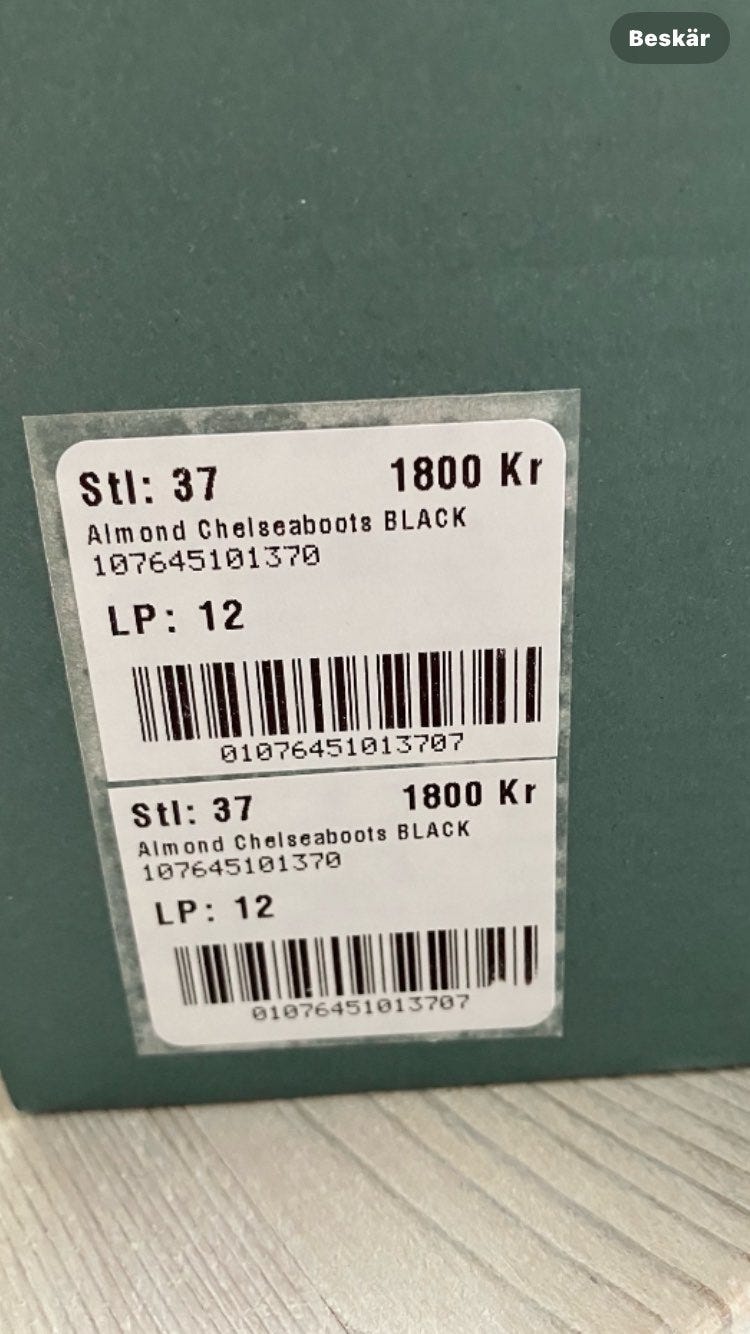 Beskär
Stl: 37 1800 Kr
Almond Chelseaboots BLACK
107645101370
LP: 12
01076451013707
Stl: 37 1800 Kr
Almond Chelseaboots BLACK
107645101370
LP: 12
01076451013707